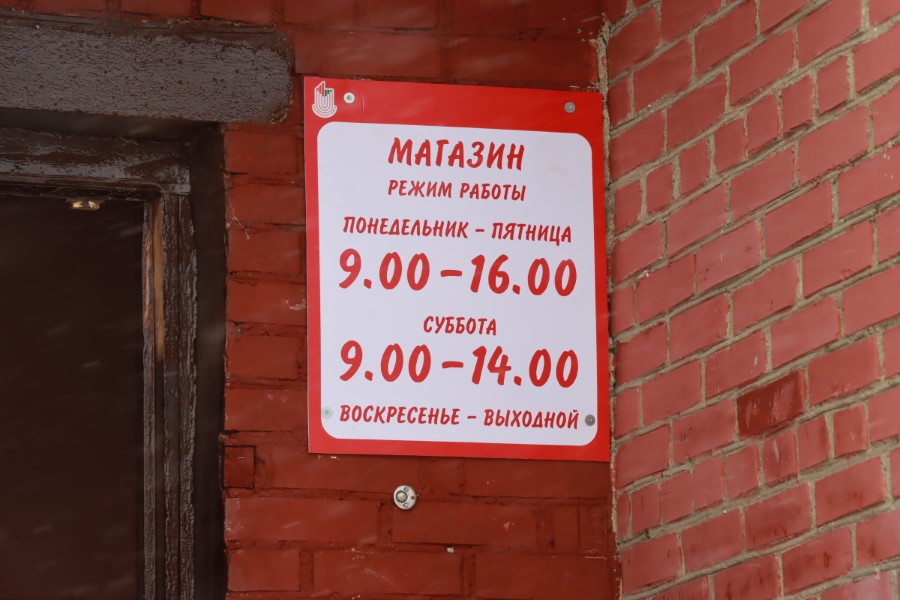 МАГАЗИН
РЕЖИМ РАБОТЫ
ПОНЕДЕЛЬНИК – ПЯТНИЦА
9.00 – 16.00
СУББОТА
9.00 – 14.00
ВОСКРЕСЕНЬЕ – ВЫХОДНОЙ